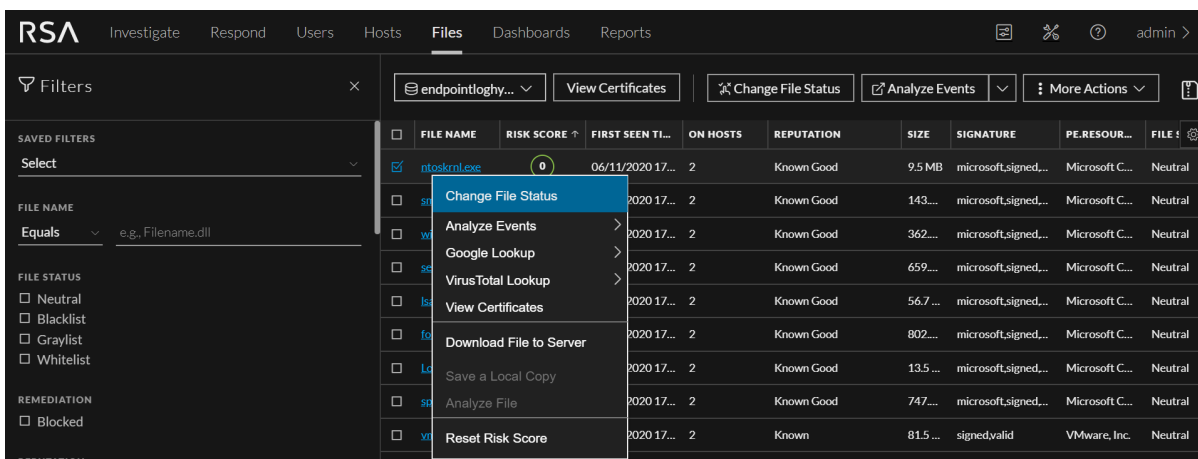 RSA Investigate Respond Users Hosts Files Dashboards Reports admin
Filters
endpointloghy... View Certificates Change File Status Analyze Events More Actions
SAVED FILTERS
Select
FILE NAME
Equals e.g., Filename.dll
FILE STATUS
Neutral
Blacklist
Graylist
Whitelist
REMEDIATION
Blocked
FILE NAME RISK SCORE FIRST SEEN TI... ON HOSTS REPUTATION SIZE SIGNATURE PE.RESOUR... FILE
ntoskrnl.exe 0 06/11/2020 17... 2 Known Good 9.5 MB microsoft,signed,... Microsoft C... Neutral
2020 17... 2 Known Good 143.... microsoft,signed,... Microsoft C... Neutral
2020 17... 2 Known Good 362.... microsoft,signed,... Microsoft C... Neutral
2020 17... 2 Known Good 659.... microsoft,signed,... Microsoft C... Neutral
2020 17... 2 Known Good 56.7 ... microsoft,signed,... Microsoft C... Neutral
2020 17... 2 Known Good 802.... microsoft,signed,... Microsoft C... Neutral
2020 17... 2 Known Good 13.5 ... microsoft,signed,... Microsoft C... Neutral
2020 17... 2 Known Good 747.... microsoft,signed,... Microsoft C... Neutral
2020 17... 2 Known 81.5 ... signed,valid VMware, Inc. Neutral
Change File Status
Analyze Events
Google Lookup
VirusTotal Lookup
View Certificates
Download File to Server
Save a Local Copy
Analyze File
Reset Risk Score